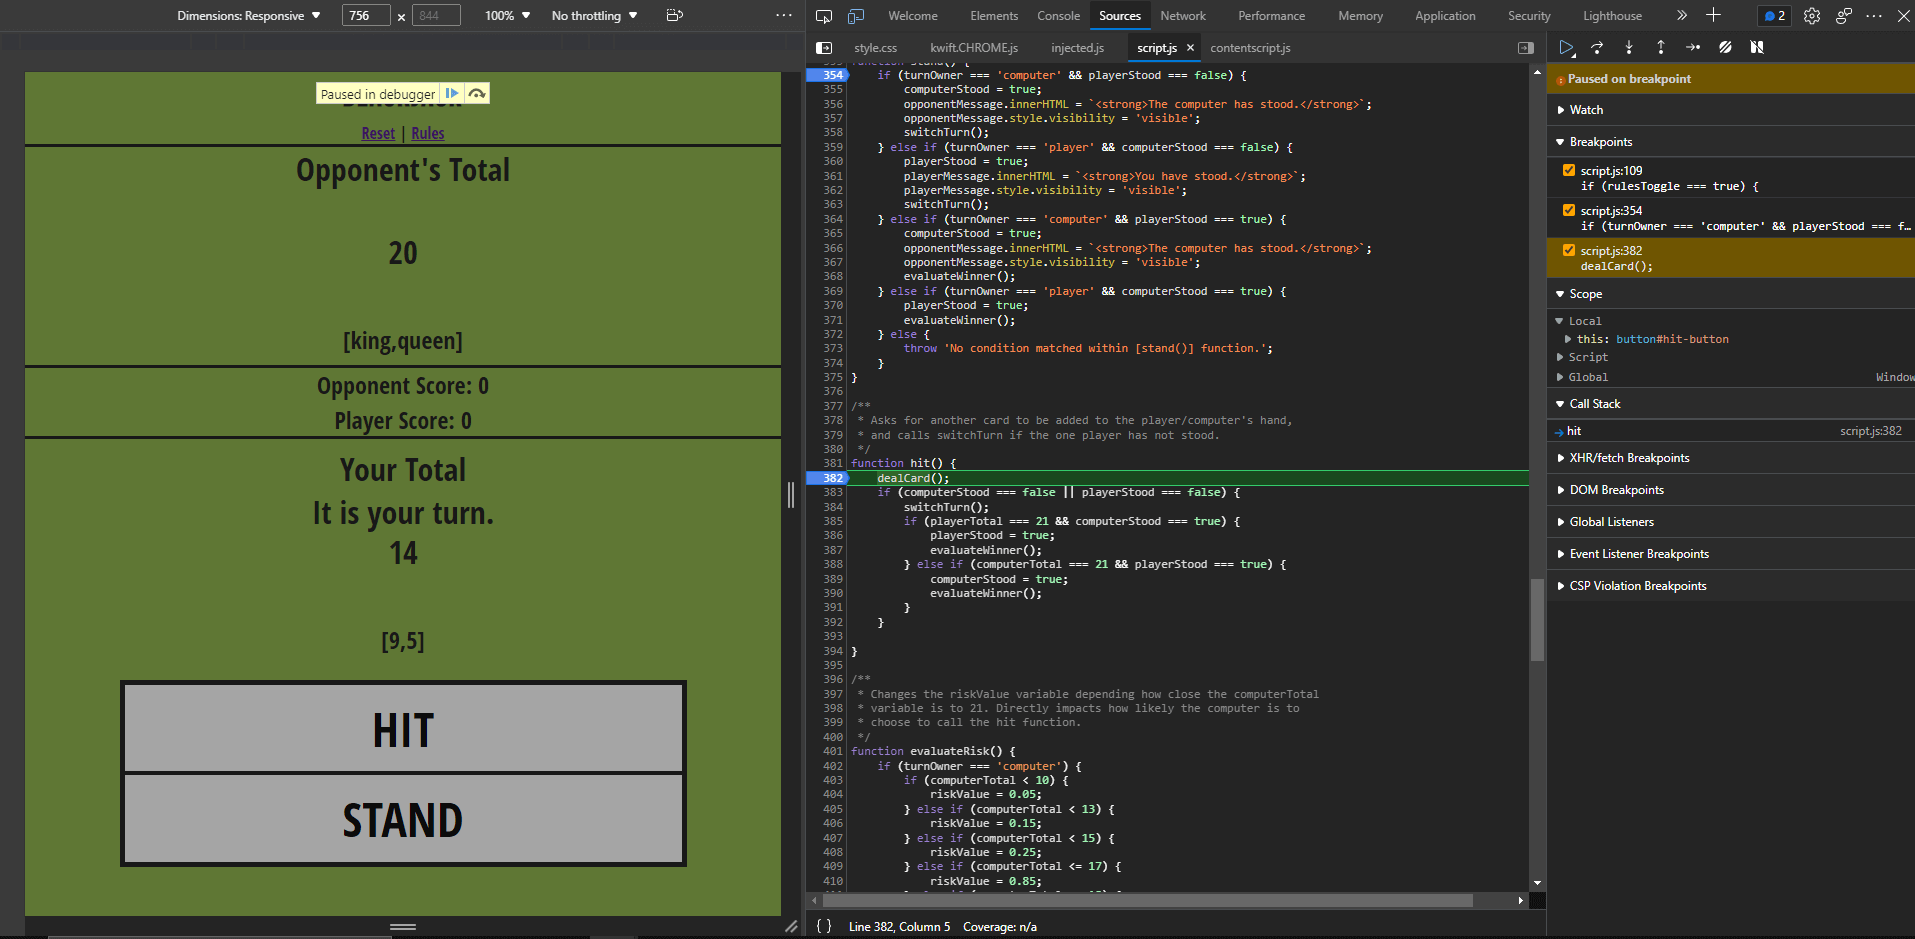 Dimensions: Responsive ▼ 756 × 844 100% ▼ No throttling ▼ ···
Welcome Elements Console Sources Network Performance Memory Application Security Lighthouse » + 2 ··· ×
style.css kwift.CHROME.js injected.js script.js × contentscript.js
Paused in debugger
Reset | Rules
Opponent's Total
20
[king,queen]
Opponent Score: 0
Player Score: 0
Your Total
It is your turn.
14
[9,5]
HIT
STAND
354 if (turnOwner === 'computer' && playerStood === false) {
355 computerStood = true;
356 opponentMessage.innerHTML = `<strong>The computer has stood.</strong>`;
357 opponentMessage.style.visibility = 'visible';
358 switchTurn();
359 } else if (turnOwner === 'player' && computerStood === false) {
360 playerStood = true;
361 playerMessage.innerHTML = `<strong>You have stood.</strong>`;
362 playerMessage.style.visibility = 'visible';
363 switchTurn();
364 } else if (turnOwner === 'computer' && playerStood === true) {
365 computerStood = true;
366 opponentMessage.innerHTML = `<strong>The computer has stood.</strong>`;
367 opponentMessage.style.visibility = 'visible';
368 evaluateWinner();
369 } else if (turnOwner === 'player' && computerStood === true) {
370 playerStood = true;
371 evaluateWinner();
372 } else {
373 throw 'No condition matched within [stand()] function.';
374 }
375 }
376
377 /**
378 * Asks for another card to be added to the player/computer's hand,
379 * and calls switchTurn if the one player has not stood.
380 */
381 function hit() {
382 dealCard();
383 if (computerStood === false || playerStood === false) {
384 switchTurn();
385 if (playerTotal === 21 && computerStood === true) {
386 playerStood = true;
387 evaluateWinner();
388 } else if (computerTotal === 21 && playerStood === true) {
389 computerStood = true;
390 evaluateWinner();
391 }
392 }
393
394 }
395
396 /**
397 * Changes the riskValue variable depending how close the computerTotal
398 * variable is to 21. Directly impacts how likely the computer is to
399 * choose to call the hit function.
400 */
401 function evaluateRisk() {
402 if (turnOwner === 'computer') {
403 if (computerTotal < 10) {
404 riskValue = 0.05;
405 } else if (computerTotal < 13) {
406 riskValue = 0.15;
407 } else if (computerTotal < 15) {
408 riskValue = 0.25;
409 } else if (computerTotal <= 17) {
410 riskValue = 0.85;
{ } Line 382, Column 5 Coverage: n/a
Paused on breakpoint
Watch
Breakpoints
script.js:109
if (rulesToggle === true) {
script.js:354
if (turnOwner === 'computer' && playerStood === f…
script.js:382
dealCard();
Scope
Local
this: button#hit-button
Script
Global Window
Call Stack
hit script.js:382
XHR/fetch Breakpoints
DOM Breakpoints
Global Listeners
Event Listener Breakpoints
CSP Violation Breakpoints